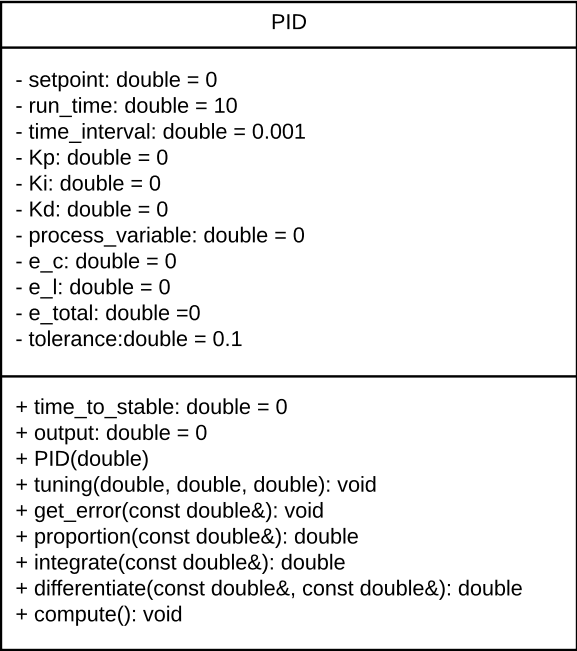 PID
- setpoint: double = 0
- run_time: double = 10
- time_interval: double = 0.001
- Kp: double = 0
- Ki: double = 0
- Kd: double = 0
- process_variable: double = 0
- e_c: double = 0
- e_l: double = 0
- e_total: double =0
- tolerance:double = 0.1
+ time_to_stable: double = 0
+ output: double = 0
+ PID(double)
+ tuning(double, double, double): void
+ get_error(const double&): void
+ proportion(const double&): double
+ integrate(const double&): double
+ differentiate(const double&, const double&): double
+ compute(): void